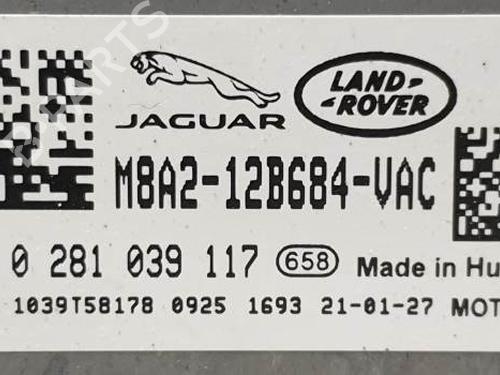 JAGUAR
LAND-
-ROVER
M8A2-12B684-VAC
0 281 039 117 658 Made in Hu
1039T58178 0925 1693 21-01-27 MOT